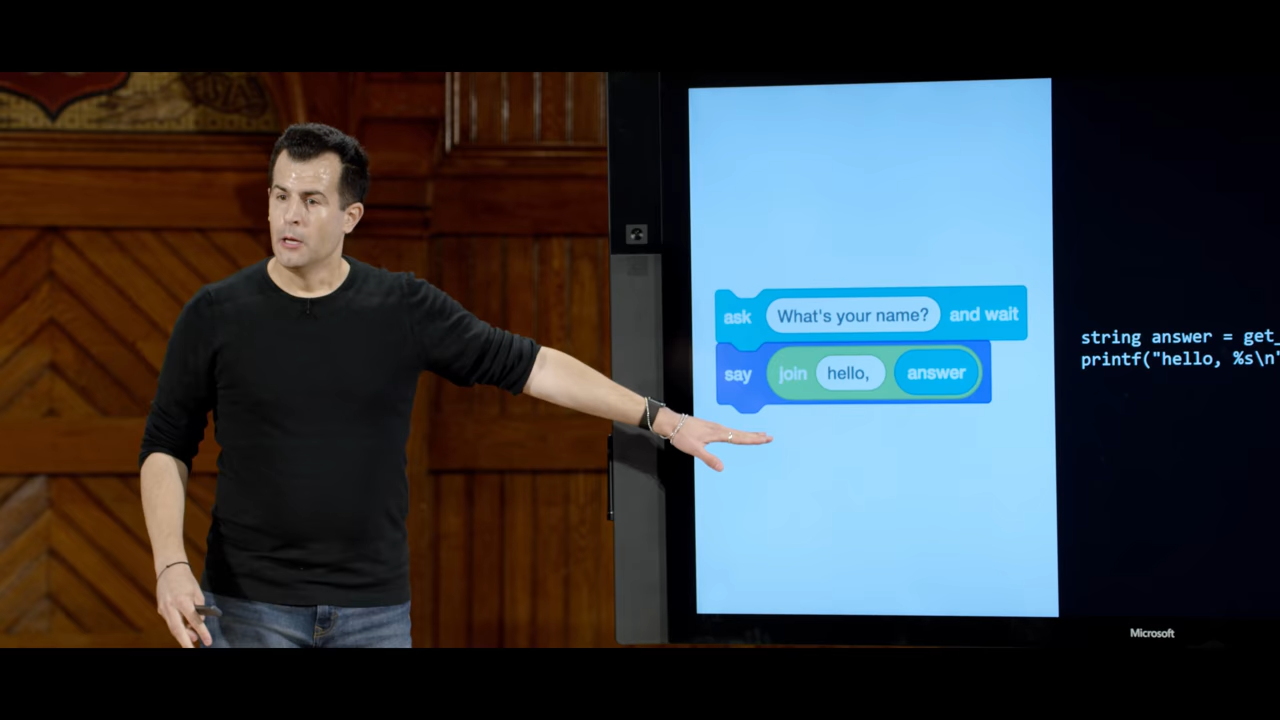 ask What's your name? and wait
say join hello, answer
string answer = get_
printf("hello, %s\n"
Microsoft